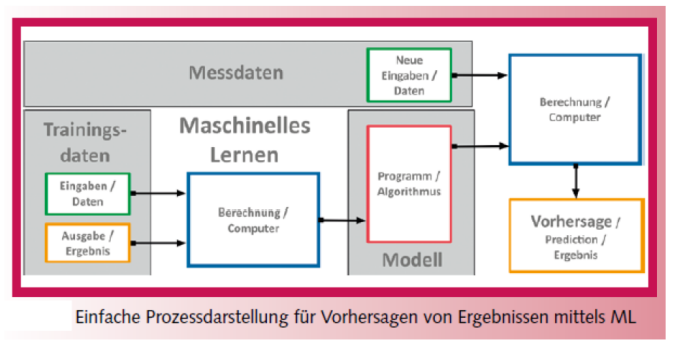 Messdaten
Neue
Eingaben /
Daten
Berechnung /
Computer
Trainings-
daten
Maschinelles
Lernen
Eingaben /
Daten
Ausgabe /
Ergebnis
Berechnung /
Computer
Programm /
Algorithmus
Modell
Vorhersage /
Prediction /
Ergebnis
Einfache Prozessdarstellung für Vorhersagen von Ergebnissen mittels ML